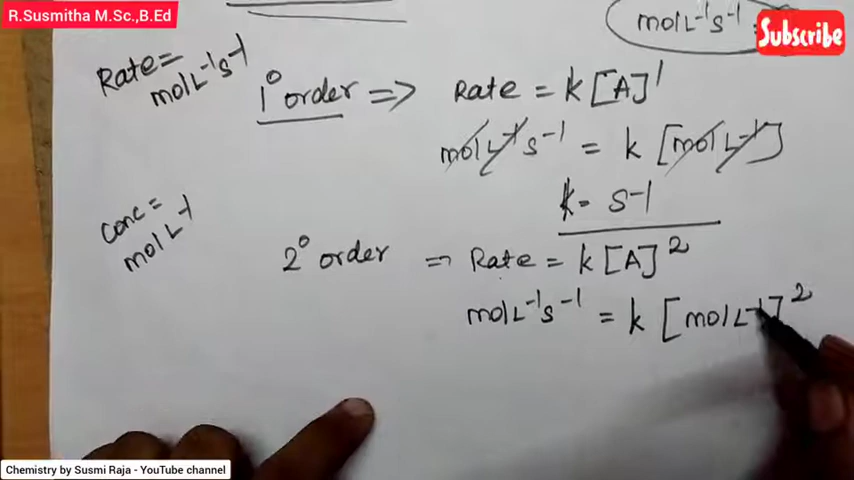 R.Susmitha M.Sc.,B.Ed
mol L⁻¹ s⁻¹
Subscribe
Rate =
mol L⁻¹ s⁻¹
1° order => Rate = k [A]¹
mol L⁻¹ s⁻¹ = k [mol L⁻¹]
k = s⁻¹
conc =
mol L⁻¹
2° order => Rate = k [A]²
mol L⁻¹ s⁻¹ = k [mol L⁻¹]²
Chemistry by Susmi Raja - YouTube channel